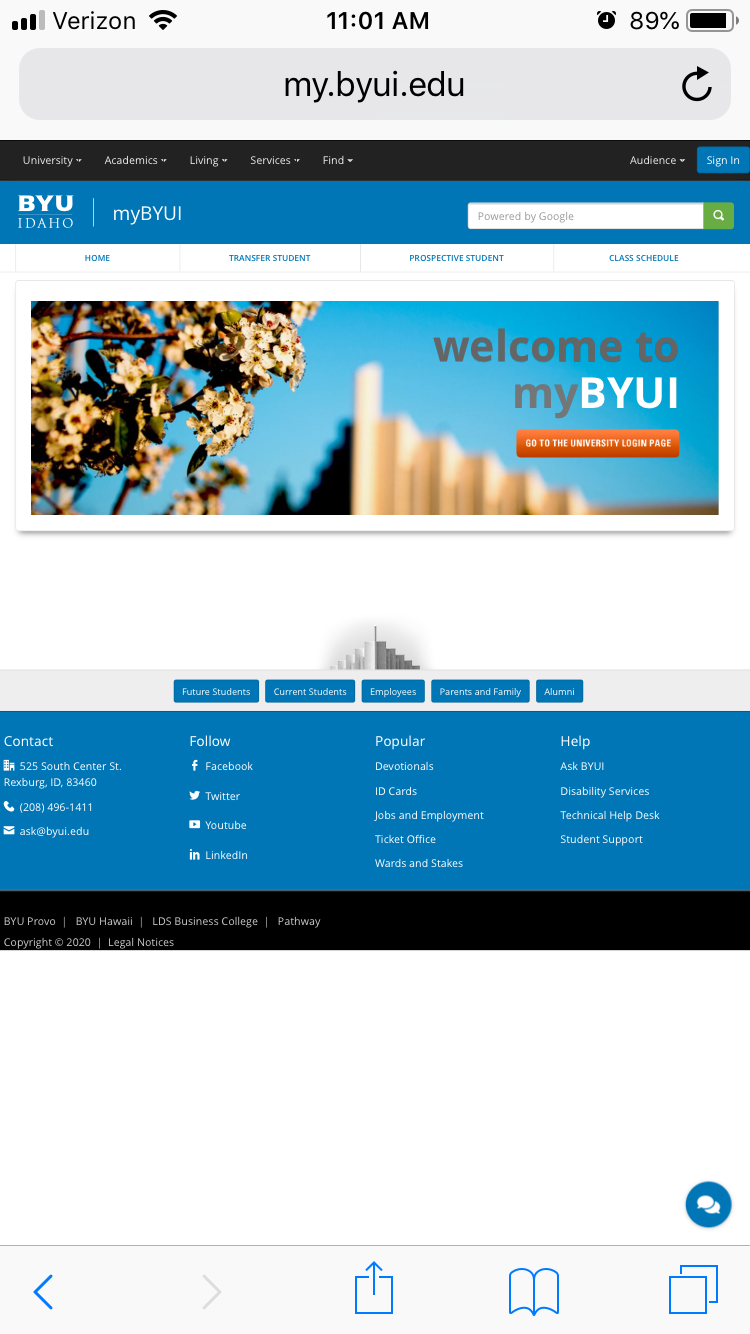 Verizon 11:01 AM 89%
my.byui.edu
University Academics Living Services Find Audience Sign In
BYU
IDAHO
myBYUI
Powered by Google
HOME TRANSFER STUDENT PROSPECTIVE STUDENT CLASS SCHEDULE
welcome to
myBYUI
GO TO THE UNIVERSITY LOGIN PAGE
Future Students Current Students Employees Parents and Family Alumni
Contact
525 South Center St.
Rexburg, ID, 83460
(208) 496-1411
ask@byui.edu
Follow
Facebook
Twitter
Youtube
LinkedIn
Popular
Devotionals
ID Cards
Jobs and Employment
Ticket Office
Wards and Stakes
Help
Ask BYUI
Disability Services
Technical Help Desk
Student Support
BYU Provo | BYU Hawaii | LDS Business College | Pathway
Copyright © 2020 | Legal Notices